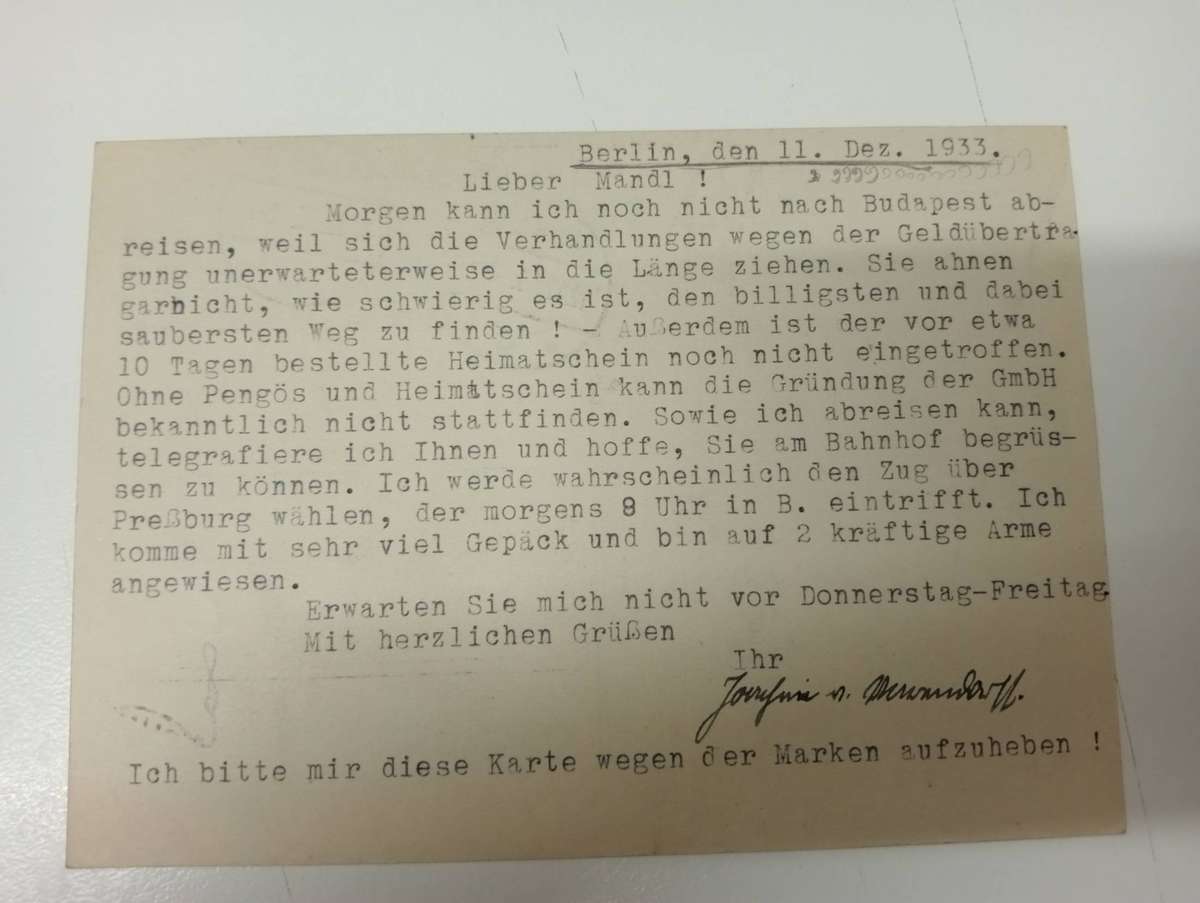 Berlin, den 11. Dez. 1933.
Lieber Mandl !
Morgen kann ich noch nicht nach Budapest ab-
reisen, weil sich die Verhandlungen wegen der Geldübertra-
gung unerwarteterweise in die Länge ziehen. Sie ahnen
garnicht, wie schwierig es ist, den billigsten und dabei
saubersten Weg zu finden ! - Außerdem ist der vor etwa
10 Tagen bestellte Heimatschein noch nicht eingetroffen.
Ohne Pengös und Heimatschein kann die Gründung der GmbH
bekanntlich nicht stattfinden. Sowie ich abreisen kann,
telegrafiere ich Ihnen und hoffe, Sie am Bahnhof begrüs-
sen zu können. Ich werde wahrscheinlich den Zug über
Preßburg wählen, der morgens 8 Uhr in B. eintrifft. Ich
komme mit sehr viel Gepäck und bin auf 2 kräftige Arme
angewiesen.
Erwarten Sie mich nicht vor Donnerstag-Freitag
Mit herzlichen Grüßen
Ihr
Joachim v.
Ich bitte mir diese Karte wegen der Marken aufzuheben !